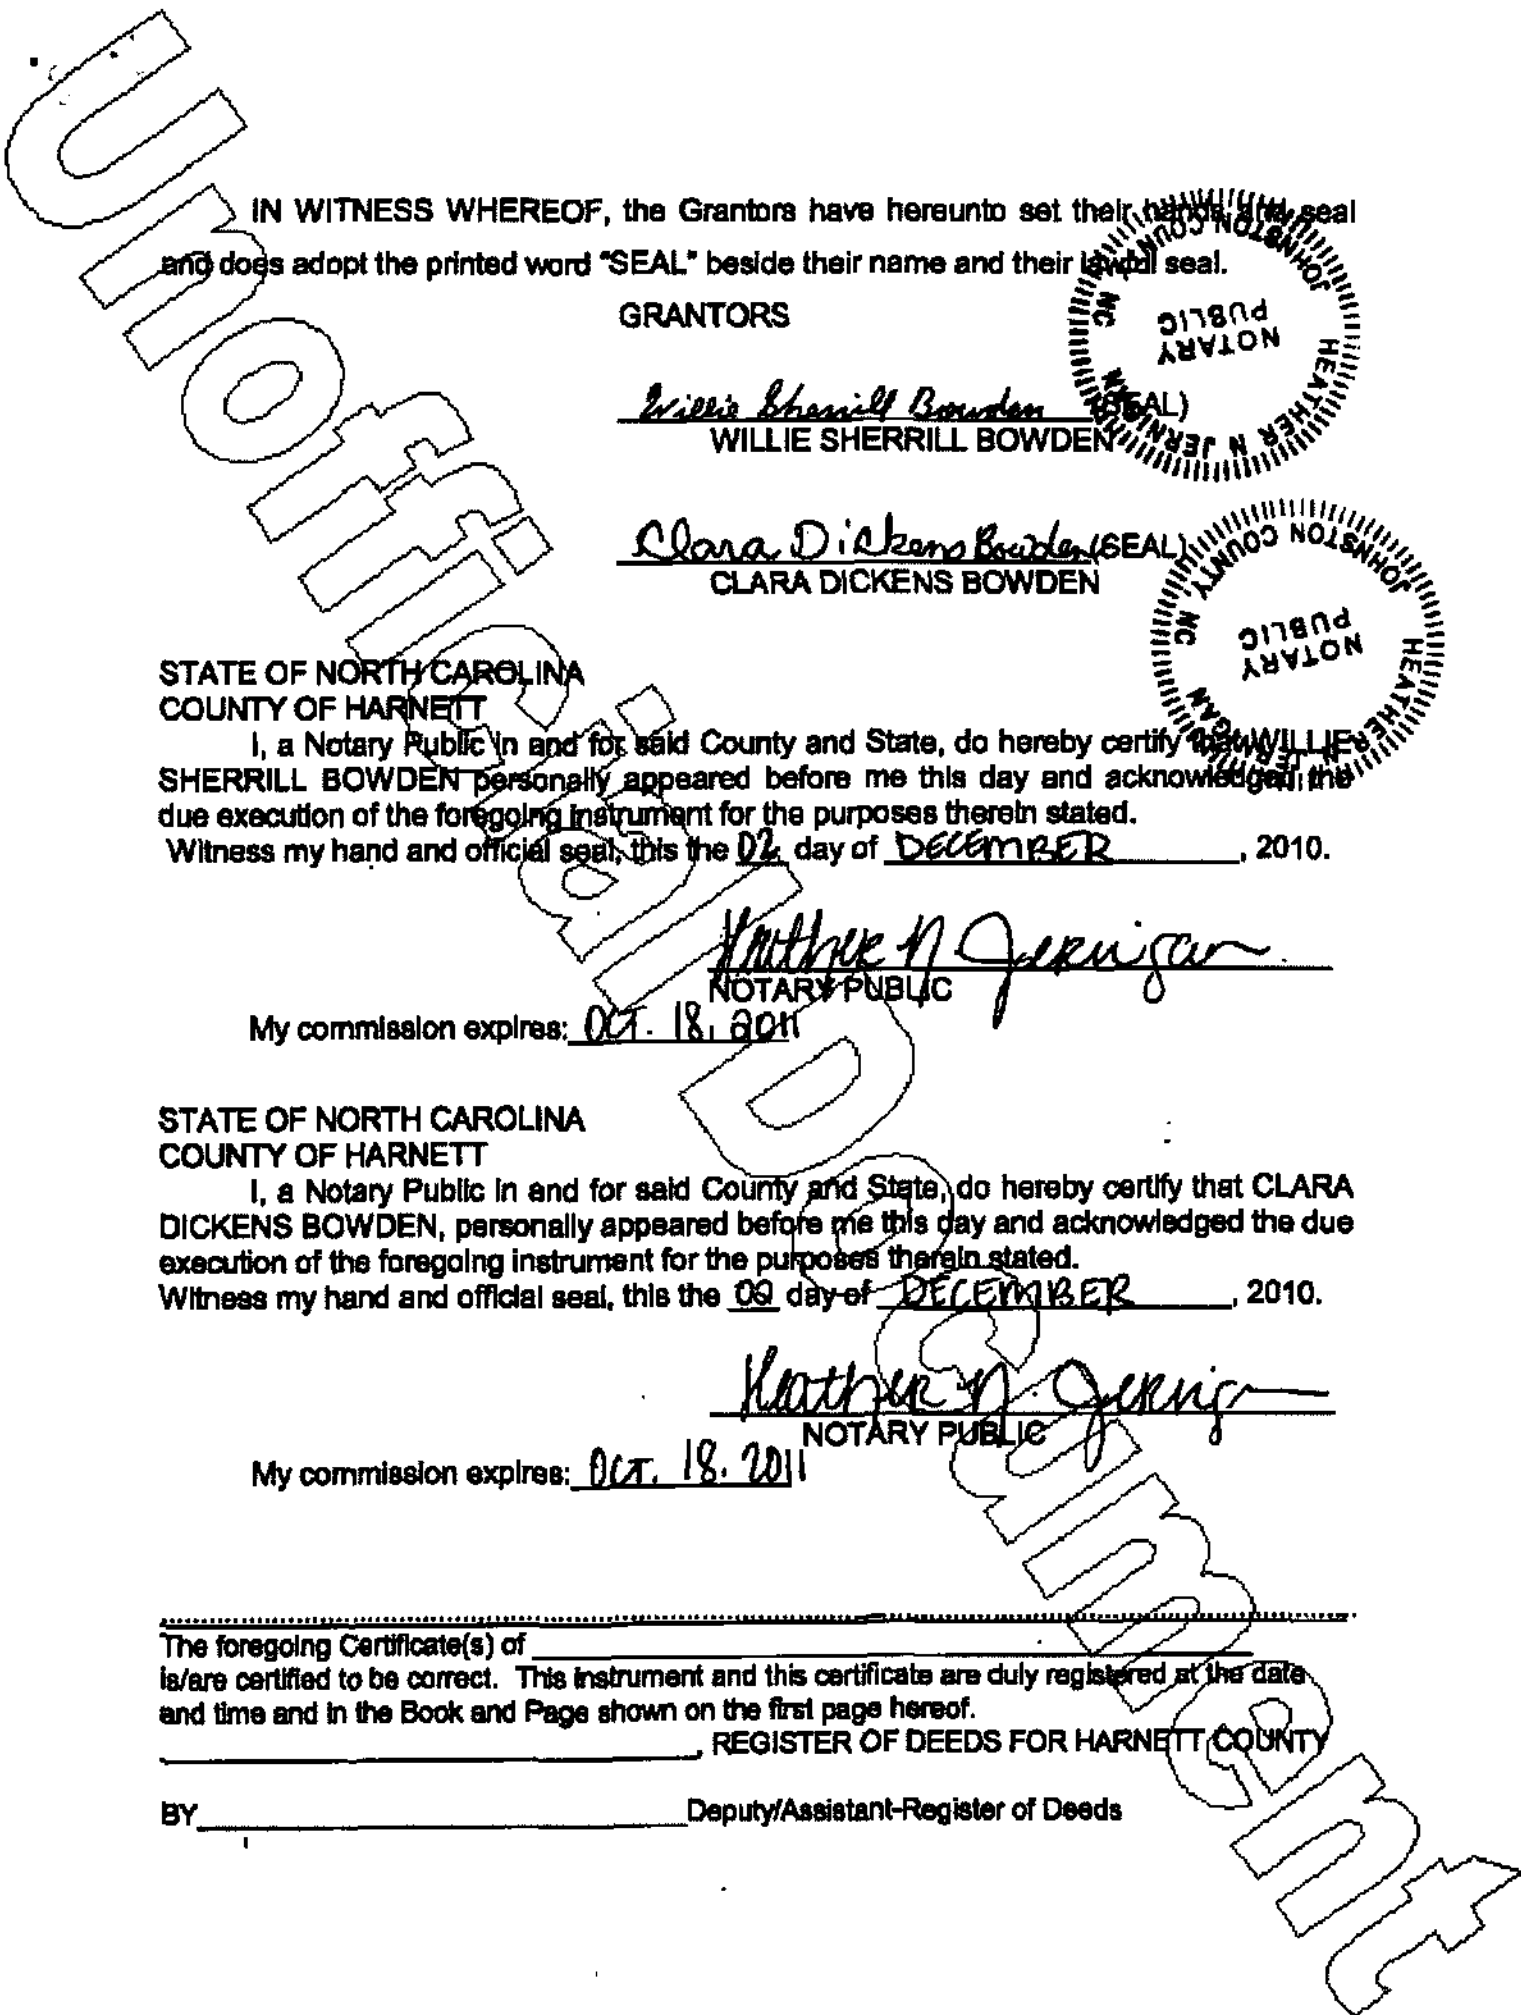 IN WITNESS WHEREOF, the Grantors have hereunto set their hands and seal
and does adopt the printed word "SEAL" beside their name and their lawful seal.
GRANTORS
Willie Sherrill Bowden (SEAL)
WILLIE SHERRILL BOWDEN
JOHNSTON COUNTY NC
NOTARY
PUBLIC
HEATHER N JERNIGAN
Clara Dickens Bowden (SEAL)
CLARA DICKENS BOWDEN
JOHNSTON COUNTY NC
NOTARY
PUBLIC
HEATHER N JERNIGAN
STATE OF NORTH CAROLINA
COUNTY OF HARNETT
I, a Notary Public in and for said County and State, do hereby certify that WILLIE
SHERRILL BOWDEN personally appeared before me this day and acknowledged the
due execution of the foregoing instrument for the purposes therein stated.
Witness my hand and official seal, this the 02 day of DECEMBER, 2010.
Heather N Jernigan
NOTARY PUBLIC
My commission expires: OCT. 18, 2011
STATE OF NORTH CAROLINA
COUNTY OF HARNETT
I, a Notary Public in and for said County and State, do hereby certify that CLARA
DICKENS BOWDEN, personally appeared before me this day and acknowledged the due
execution of the foregoing instrument for the purposes therein stated.
Witness my hand and official seal, this the 02 day of DECEMBER, 2010.
Heather N. Jernigan
NOTARY PUBLIC
My commission expires: OCT. 18, 2011
The foregoing Certificate(s) of
is/are certified to be correct. This instrument and this certificate are duly registered at the date
and time and in the Book and Page shown on the first page hereof.
, REGISTER OF DEEDS FOR HARNETT COUNTY
BY Deputy/Assistant-Register of Deeds
Unofficial Document